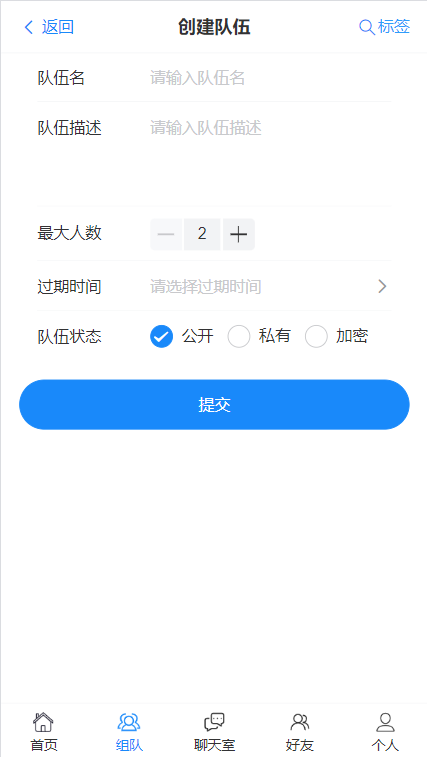 返回 创建队伍 标签
队伍名 请输入队伍名
队伍描述 请输入队伍描述
最大人数 2
过期时间 请选择过期时间
队伍状态 公开 私有 加密
提交
首页 组队 聊天室 好友 个人